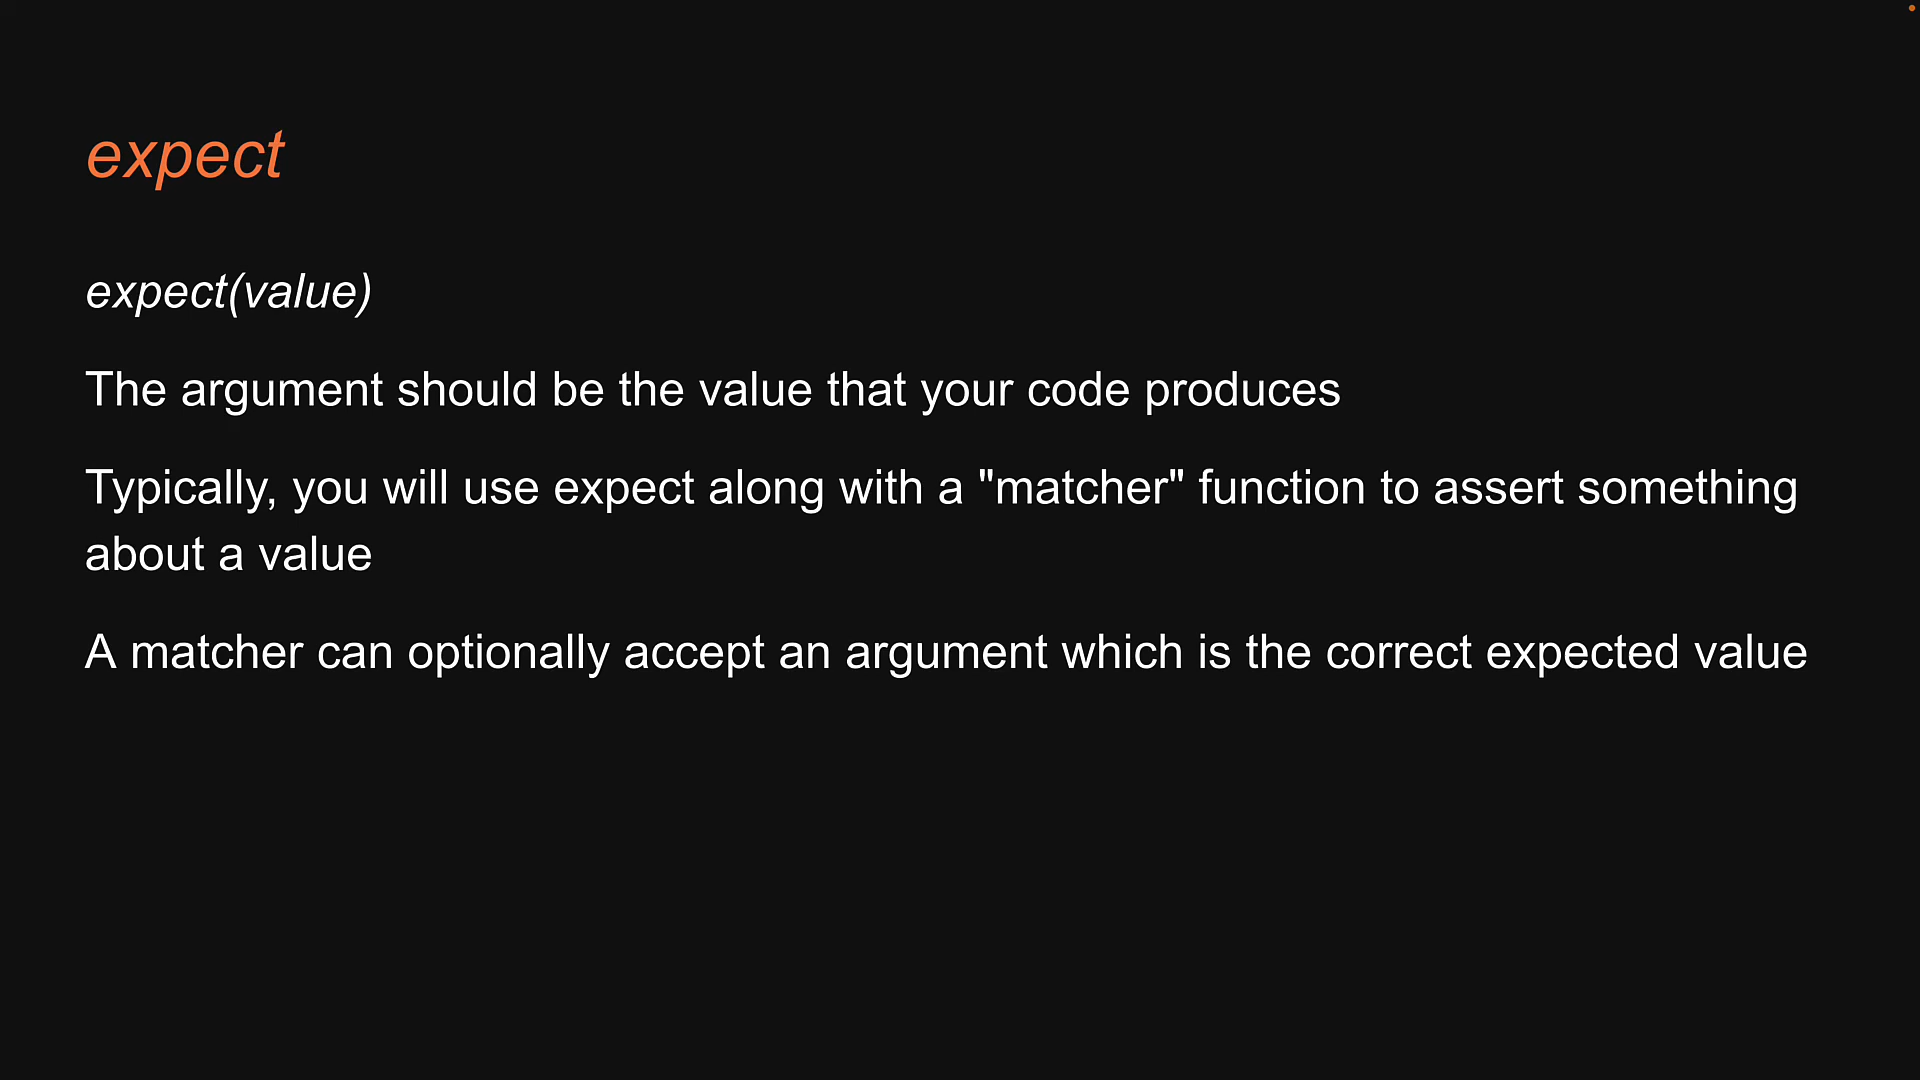 expect
expect(value)
The argument should be the value that your code produces
Typically, you will use expect along with a "matcher" function to assert something
about a value
A matcher can optionally accept an argument which is the correct expected value